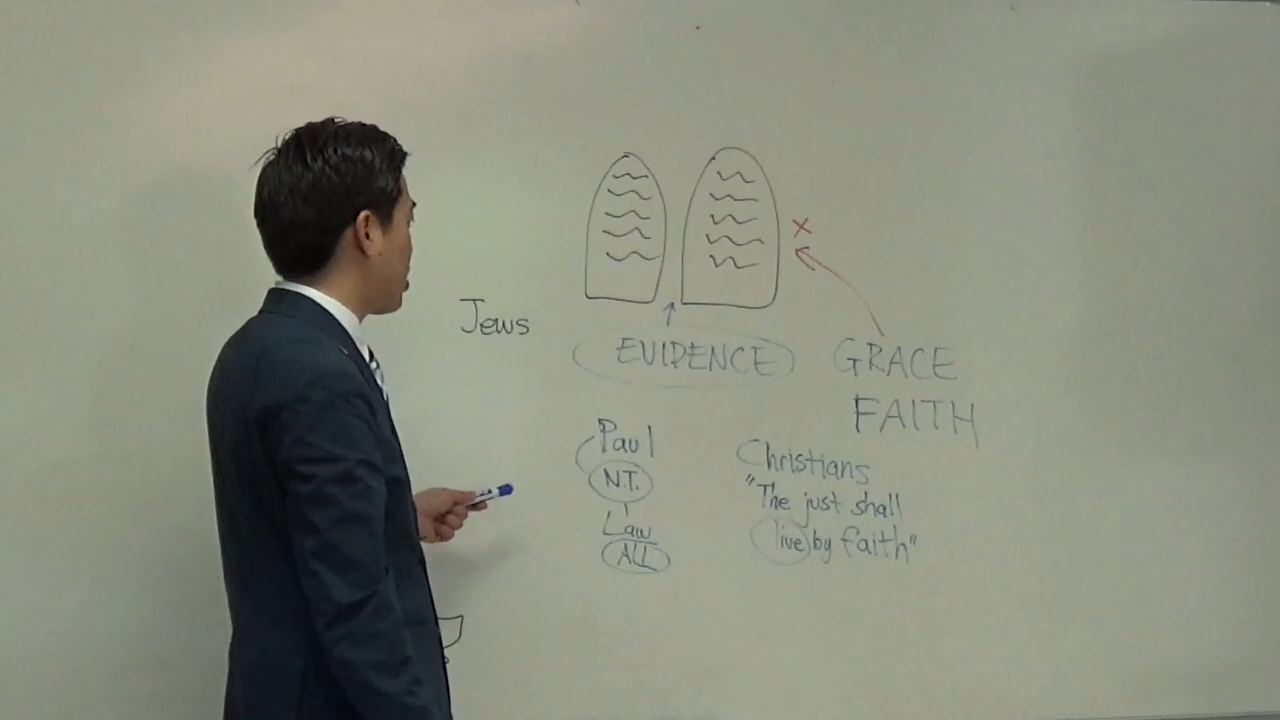 ×
Jews
EVIDENCE
GRACE
FAITH
Paul
N.T.
Law
ALL
Christians
"The just shall
live by faith"